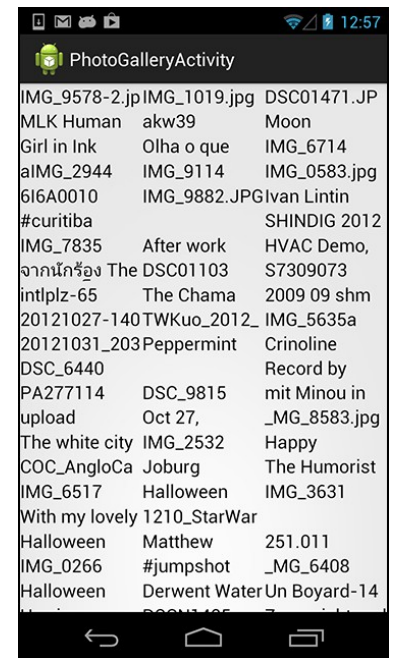 12:57
PhotoGalleryActivity
IMG_9578-2.jp IMG_1019.jpg DSC01471.JP
MLK Human akw39 Moon
Girl in Ink Olha o que IMG_6714
aIMG_2944 IMG_9114 IMG_0583.jpg
6I6A0010 IMG_9882.JPG Ivan Lintin
#curitiba SHINDIG 2012
IMG_7835 After work HVAC Demo,
จากนักร้อง The DSC01103 S7309073
intlplz-65 The Chama 2009 09 shm
20121027-140 TWKuo_2012_ IMG_5635a
20121031_203 Peppermint Crinoline
DSC_6440 Record by
PA277114 DSC_9815 mit Minou in
upload Oct 27, _MG_8583.jpg
The white city IMG_2532 Happy
COC_AngloCa Joburg The Humorist
IMG_6517 Halloween IMG_3631
With my lovely 1210_StarWar
Halloween Matthew 251.011
IMG_0266 #jumpshot _MG_6408
Halloween Derwent Water Un Boyard-14